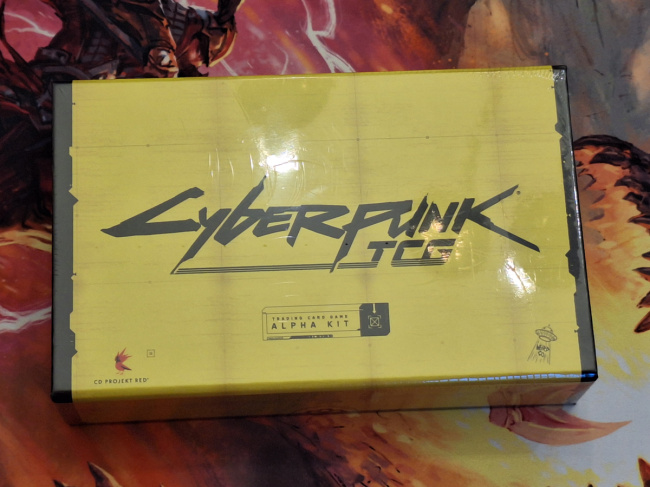 Cyberpunk®
TCG
TRADING CARD GAME
ALPHA KIT
CD PROJEKT RED®